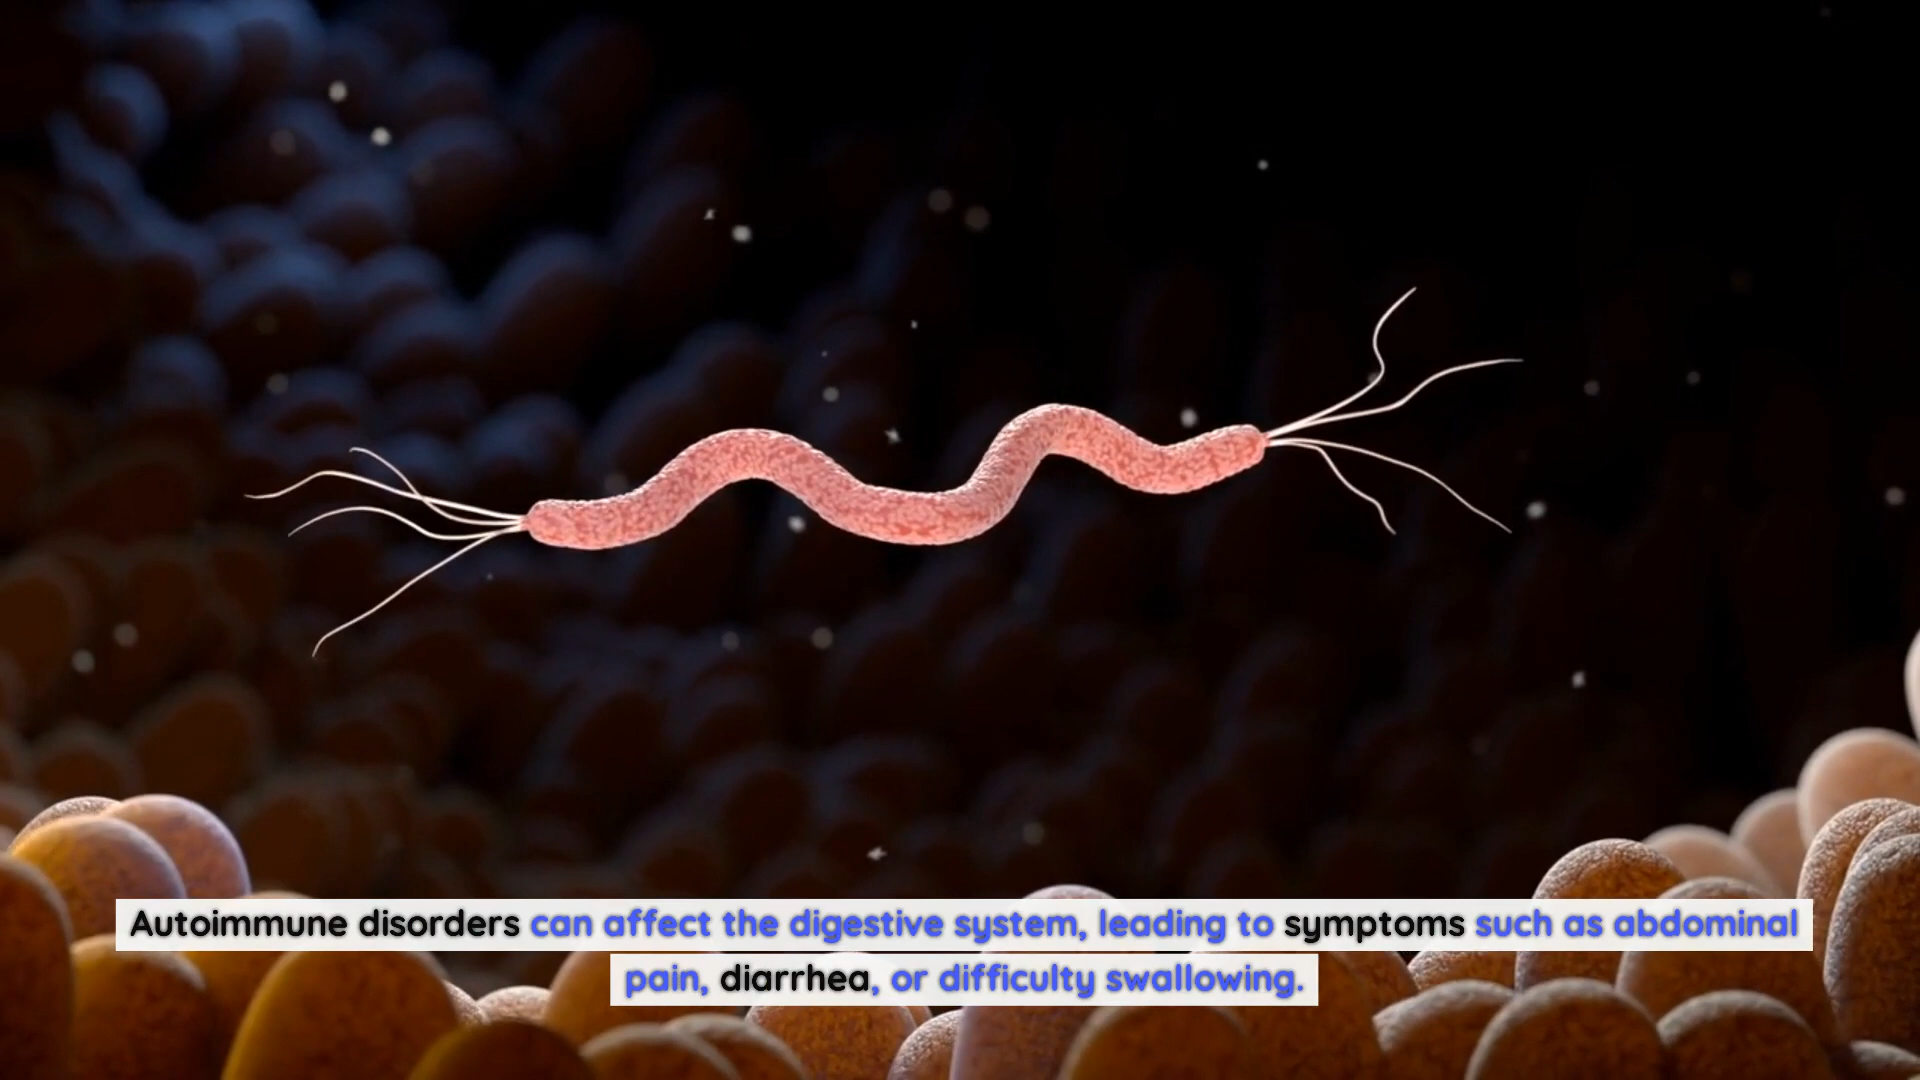 Autoimmune disorders can affect the digestive system, leading to symptoms such as abdominal
pain, diarrhea, or difficulty swallowing.